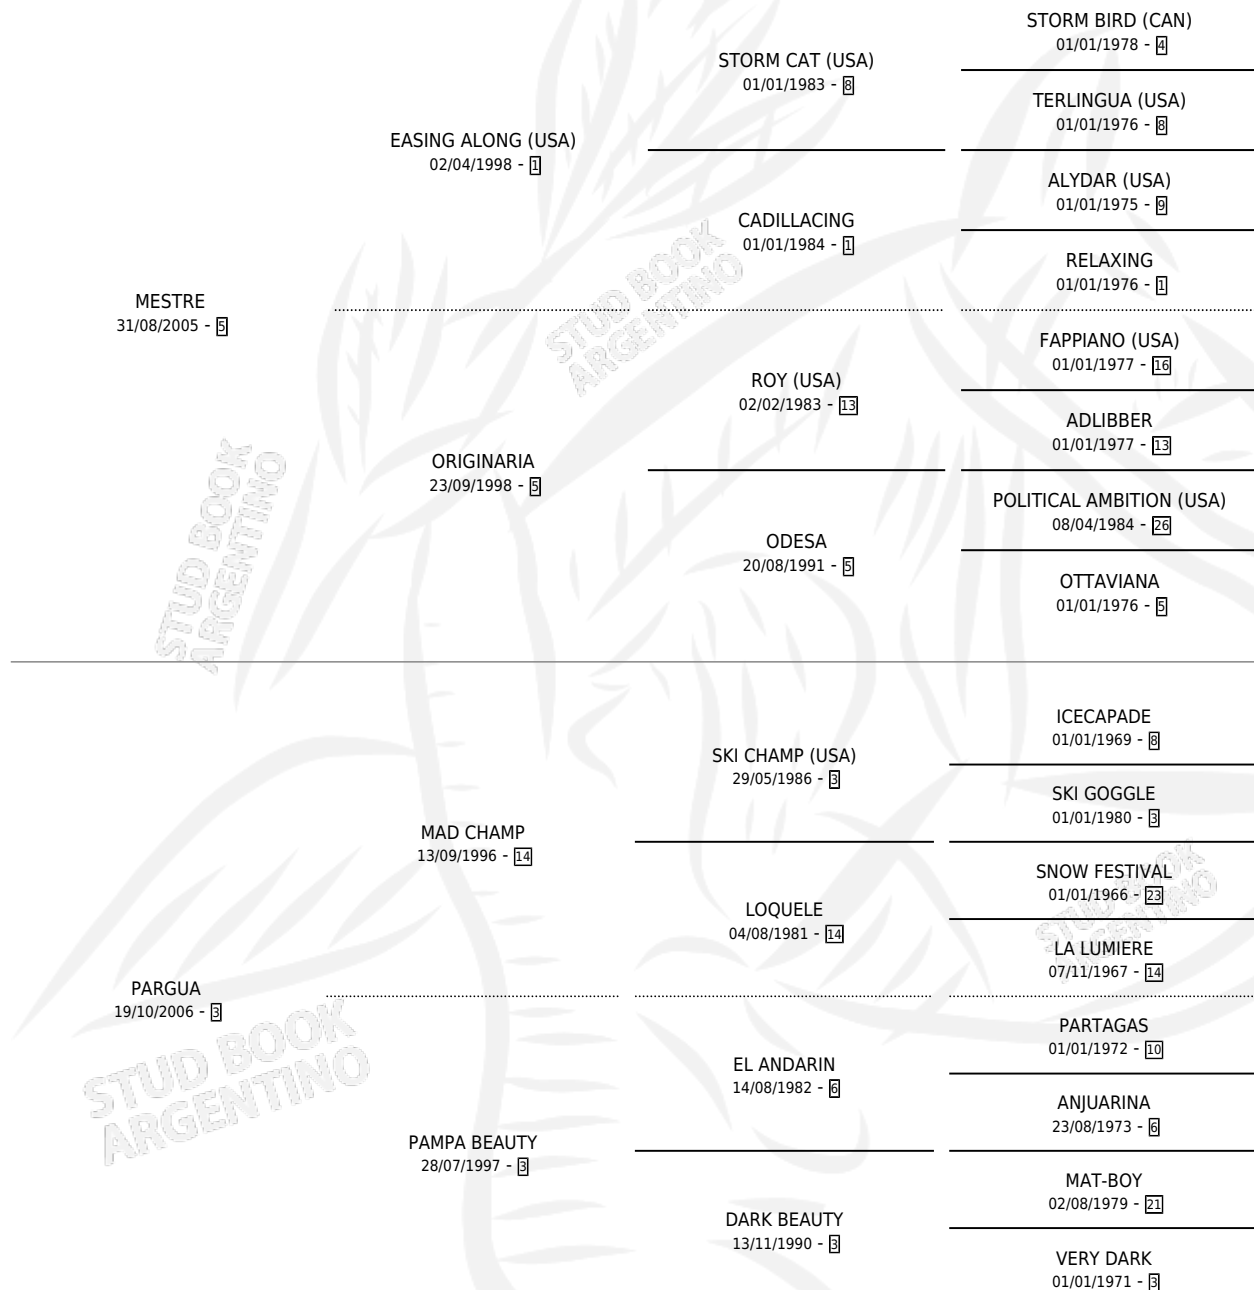 STORM BIRD (CAN)
01/01/1978 - 4
STORM CAT (USA)
01/01/1983 - 8
TERLINGUA (USA)
01/01/1976 - 8
EASING ALONG (USA)
02/04/1998 - 1
ALYDAR (USA)
01/01/1975 - 9
CADILLACING
01/01/1984 - 1
RELAXING
01/01/1976 - 1
MESTRE
31/08/2005 - 5
FAPPIANO (USA)
01/01/1977 - 16
ROY (USA)
02/02/1983 - 13
ADLIBBER
01/01/1977 - 13
ORIGINARIA
23/09/1998 - 5
POLITICAL AMBITION (USA)
08/04/1984 - 26
ODESA
20/08/1991 - 5
OTTAVIANA
01/01/1976 - 5
ICECAPADE
01/01/1969 - 8
SKI CHAMP (USA)
29/05/1986 - 3
SKI GOGGLE
01/01/1980 - 3
MAD CHAMP
13/09/1996 - 14
SNOW FESTIVAL
01/01/1966 - 23
LOQUELE
04/08/1981 - 14
LA LUMIERE
07/11/1967 - 14
PARGUA
19/10/2006 - 3
PARTAGAS
01/01/1972 - 10
EL ANDARIN
14/08/1982 - 6
ANJUARINA
23/08/1973 - 6
PAMPA BEAUTY
28/07/1997 - 3
MAT-BOY
02/08/1979 - 21
DARK BEAUTY
13/11/1990 - 3
VERY DARK
01/01/1971 - 3
STUD BOOK
ARGENTINO
STUD BOOK
ARGENTINO
STUD BOOK
ARGENTINO
STUD BOOK
ARGENTINO